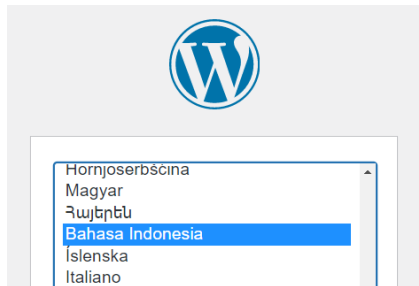 Hornjoserbšćina
Magyar
Հայերեն
Bahasa Indonesia
Íslenska
Italiano